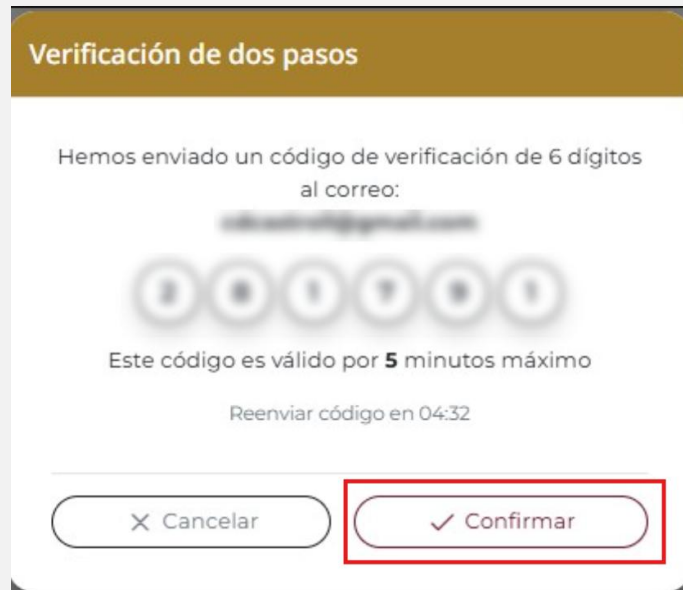 Verificación de dos pasos
Hemos enviado un código de verificación de 6 dígitos
al correo:
Este código es válido por 5 minutos máximo
Reenviar código en 04:32
Cancelar
Confirmar